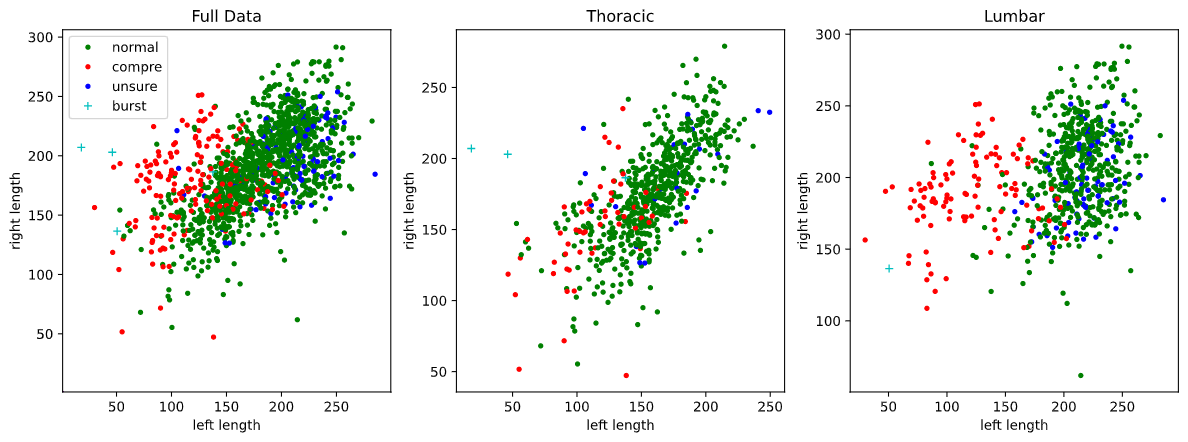 Full Data
normal
compre
unsure
burst
300
250
200
150
100
50
right length
50 100 150 200 250
left length
Thoracic
250
200
150
100
50
right length
50 100 150 200 250
left length
Lumbar
300
250
200
150
100
right length
50 100 150 200 250
left length